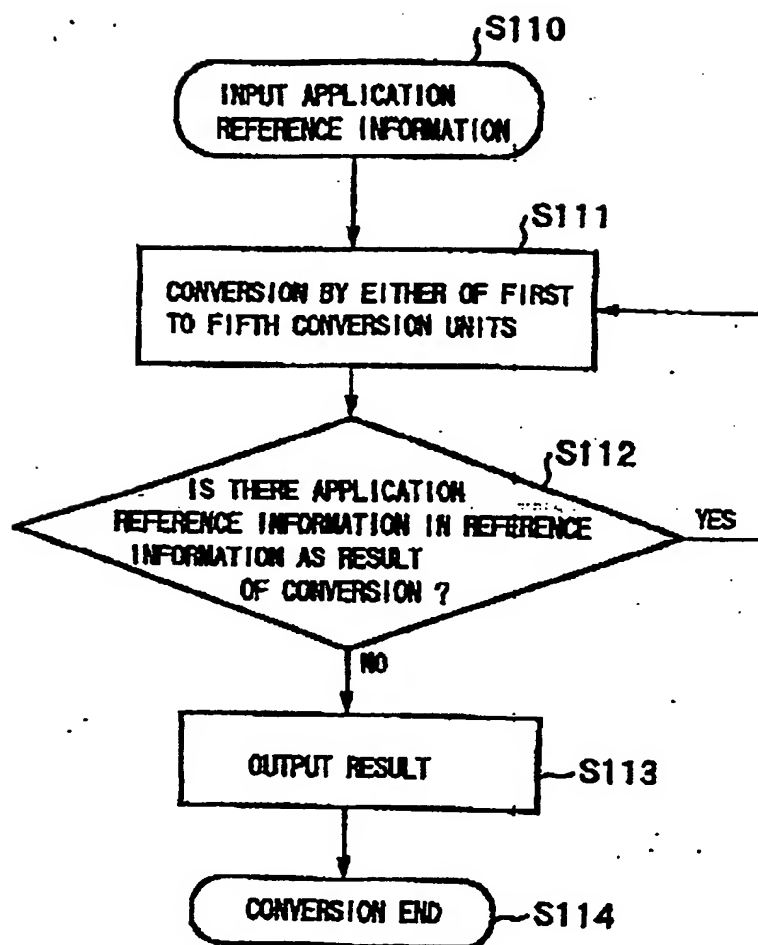 S110
INPUT APPLICATION
REFERENCE INFORMATION
S111
CONVERSION BY EITHER OF FIRST
TO FIFTH CONVERSION UNITS
S112
IS THERE APPLICATION
REFERENCE INFORMATION IN REFERENCE
INFORMATION AS RESULT
OF CONVERSION ?
YES
NO
OUTPUT RESULT
S113
CONVERSION END
S114